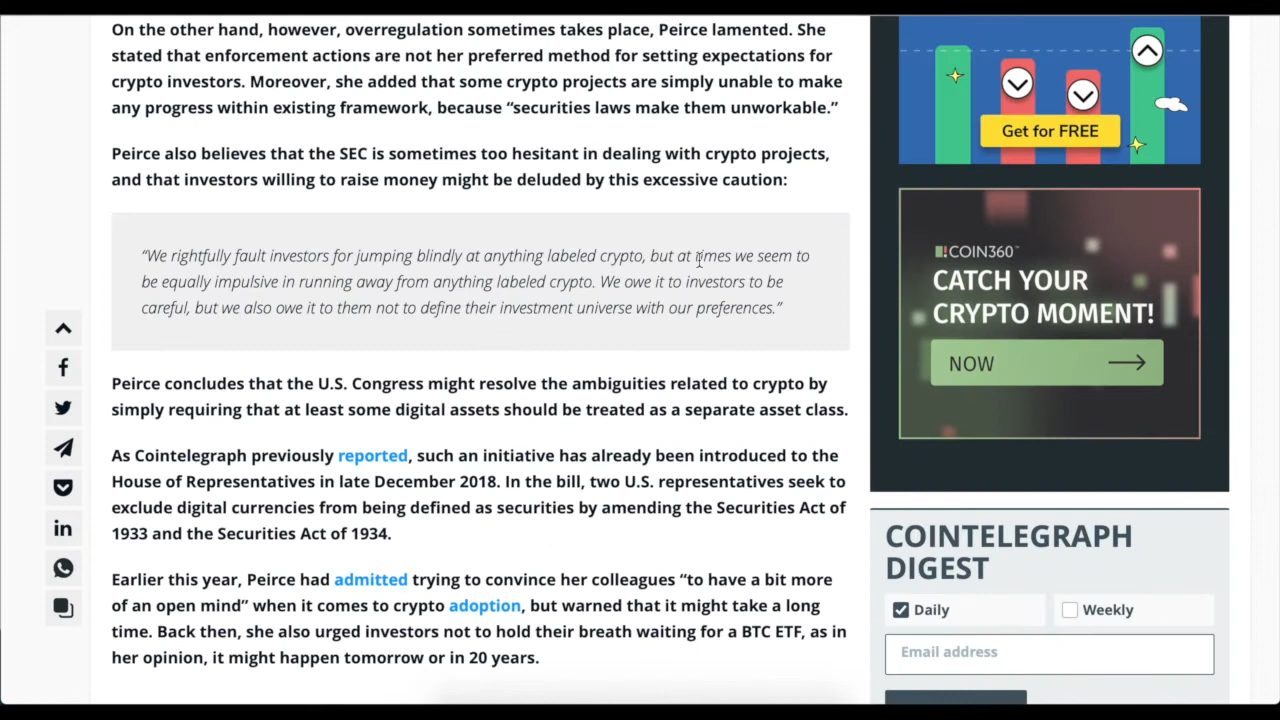 On the other hand, however, overregulation sometimes takes place, Peirce lamented. She
stated that enforcement actions are not her preferred method for setting expectations for
crypto investors. Moreover, she added that some crypto projects are simply unable to make
any progress within existing framework, because “securities laws make them unworkable.”
Peirce also believes that the SEC is sometimes too hesitant in dealing with crypto projects,
and that investors willing to raise money might be deluded by this excessive caution:
“We rightfully fault investors for jumping blindly at anything labeled crypto, but at times we seem to
be equally impulsive in running away from anything labeled crypto. We owe it to investors to be
careful, but we also owe it to them not to define their investment universe with our preferences.”
Peirce concludes that the U.S. Congress might resolve the ambiguities related to crypto by
simply requiring that at least some digital assets should be treated as a separate asset class.
As Cointelegraph previously reported, such an initiative has already been introduced to the
House of Representatives in late December 2018. In the bill, two U.S. representatives seek to
exclude digital currencies from being defined as securities by amending the Securities Act of
1933 and the Securities Act of 1934.
Earlier this year, Peirce had admitted trying to convince her colleagues “to have a bit more
of an open mind” when it comes to crypto adoption, but warned that it might take a long
time. Back then, she also urged investors not to hold their breath waiting for a BTC ETF, as in
her opinion, it might happen tomorrow or in 20 years.
Get for FREE
COIN360
CATCH YOUR
CRYPTO MOMENT!
NOW
COINTELEGRAPH
DIGEST
Daily
Weekly
Email address